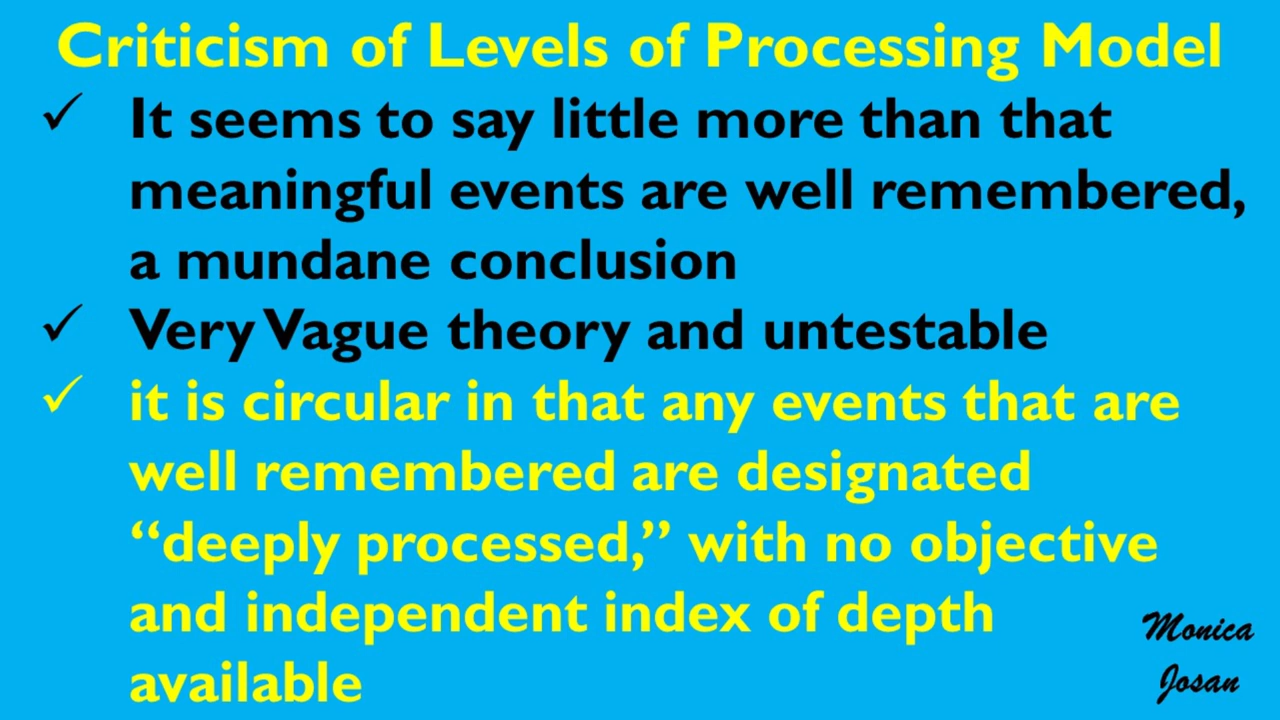 Criticism of Levels of Processing Model
✓ It seems to say little more than that
meaningful events are well remembered,
a mundane conclusion
✓ Very Vague theory and untestable
✓ it is circular in that any events that are
well remembered are designated
“deeply processed,” with no objective
and independent index of depth
available
Monica
Josan